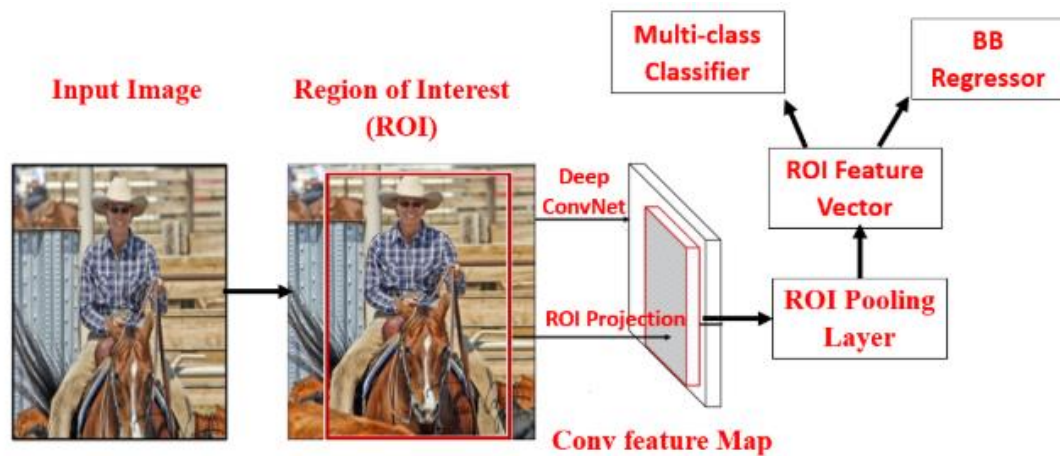 Input Image
Region of Interest
(ROI)
Deep
ConvNet
ROI Projection
Conv feature Map
ROI Pooling
Layer
ROI Feature
Vector
Multi-class
Classifier
BB
Regressor